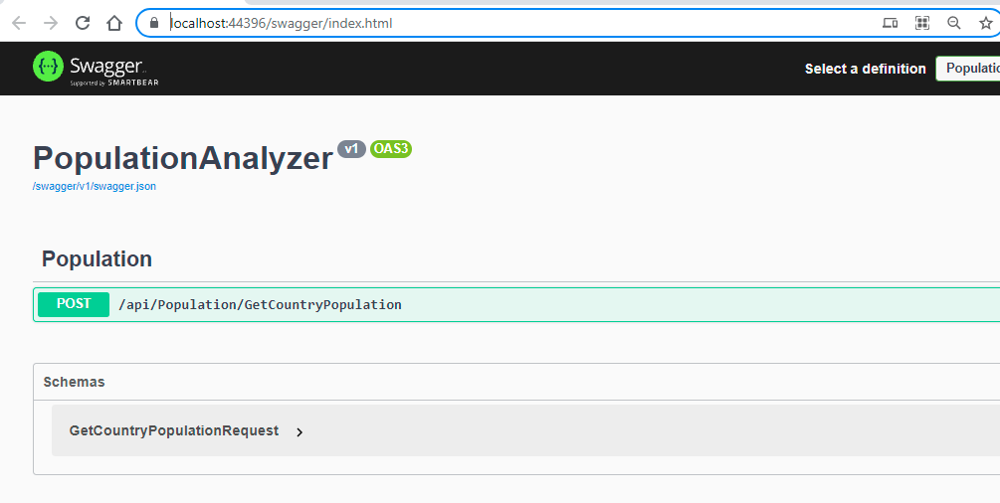 localhost:44396/swagger/index.html
Swagger
Supported by SMARTBEAR
Select a definition
Populatio
PopulationAnalyzer v1 OAS3
/swagger/v1/swagger.json
Population
POST /api/Population/GetCountryPopulation
Schemas
GetCountryPopulationRequest